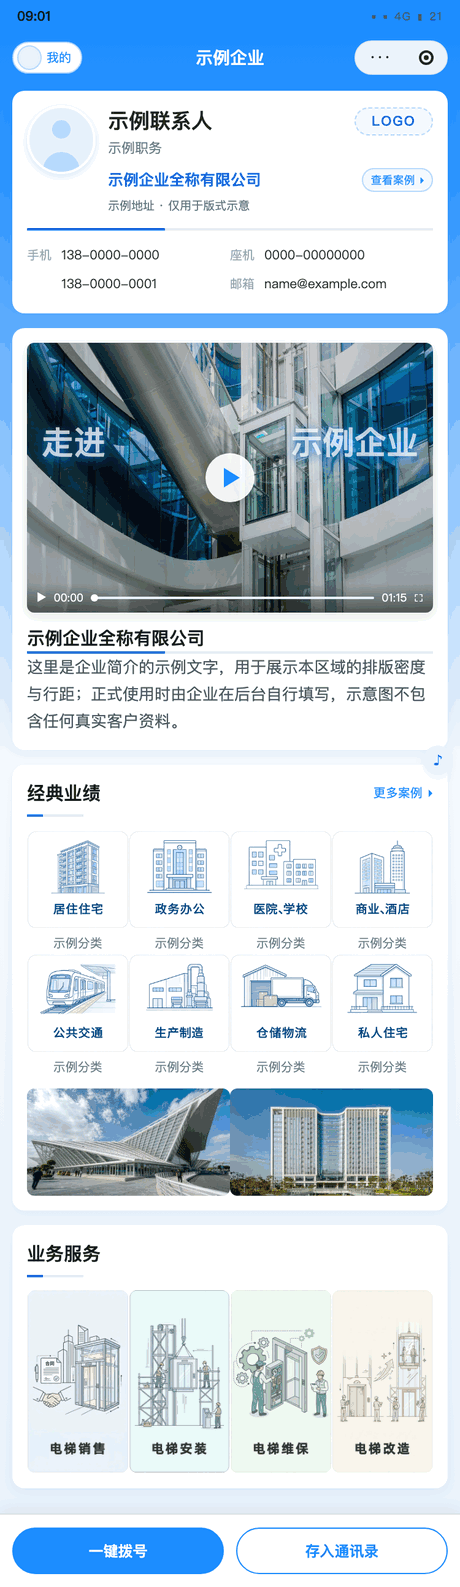 09:01
4G 21
我的
示例企业
示例联系人
LOGO
示例职务
示例企业全称有限公司
查看案例
示例地址 · 仅用于版式示意
手机 138-0000-0000
座机 0000-00000000
138-0000-0001
邮箱 name@example.com
走进
示例企业
00:00
01:15
示例企业全称有限公司
这里是企业简介的示例文字，用于展示本区域的排版密度
与行距；正式使用时由企业在后台自行填写，示意图不包
含任何真实客户资料。
经典业绩
更多案例
居住住宅
政务办公
医院、学校
商业、酒店
示例分类
示例分类
示例分类
示例分类
公共交通
生产制造
仓储物流
私人住宅
示例分类
示例分类
示例分类
示例分类
业务服务
合同
电梯销售
电梯安装
电梯维保
电梯改造
一键拨号
存入通讯录